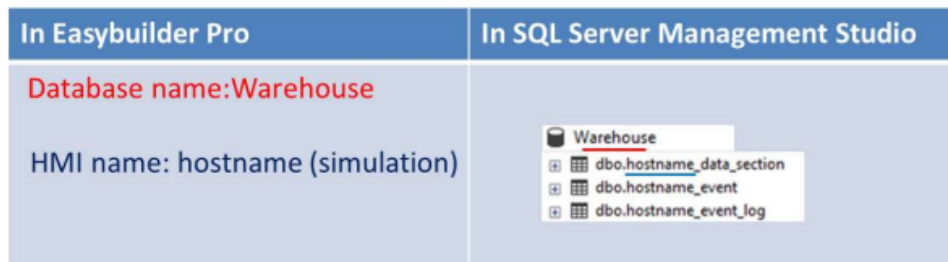 In Easybuilder Pro
In SQL Server Management Studio
Database name:Warehouse
HMI name: hostname (simulation)
Warehouse
dbo.hostname_data_section
dbo.hostname_event
dbo.hostname_event_log